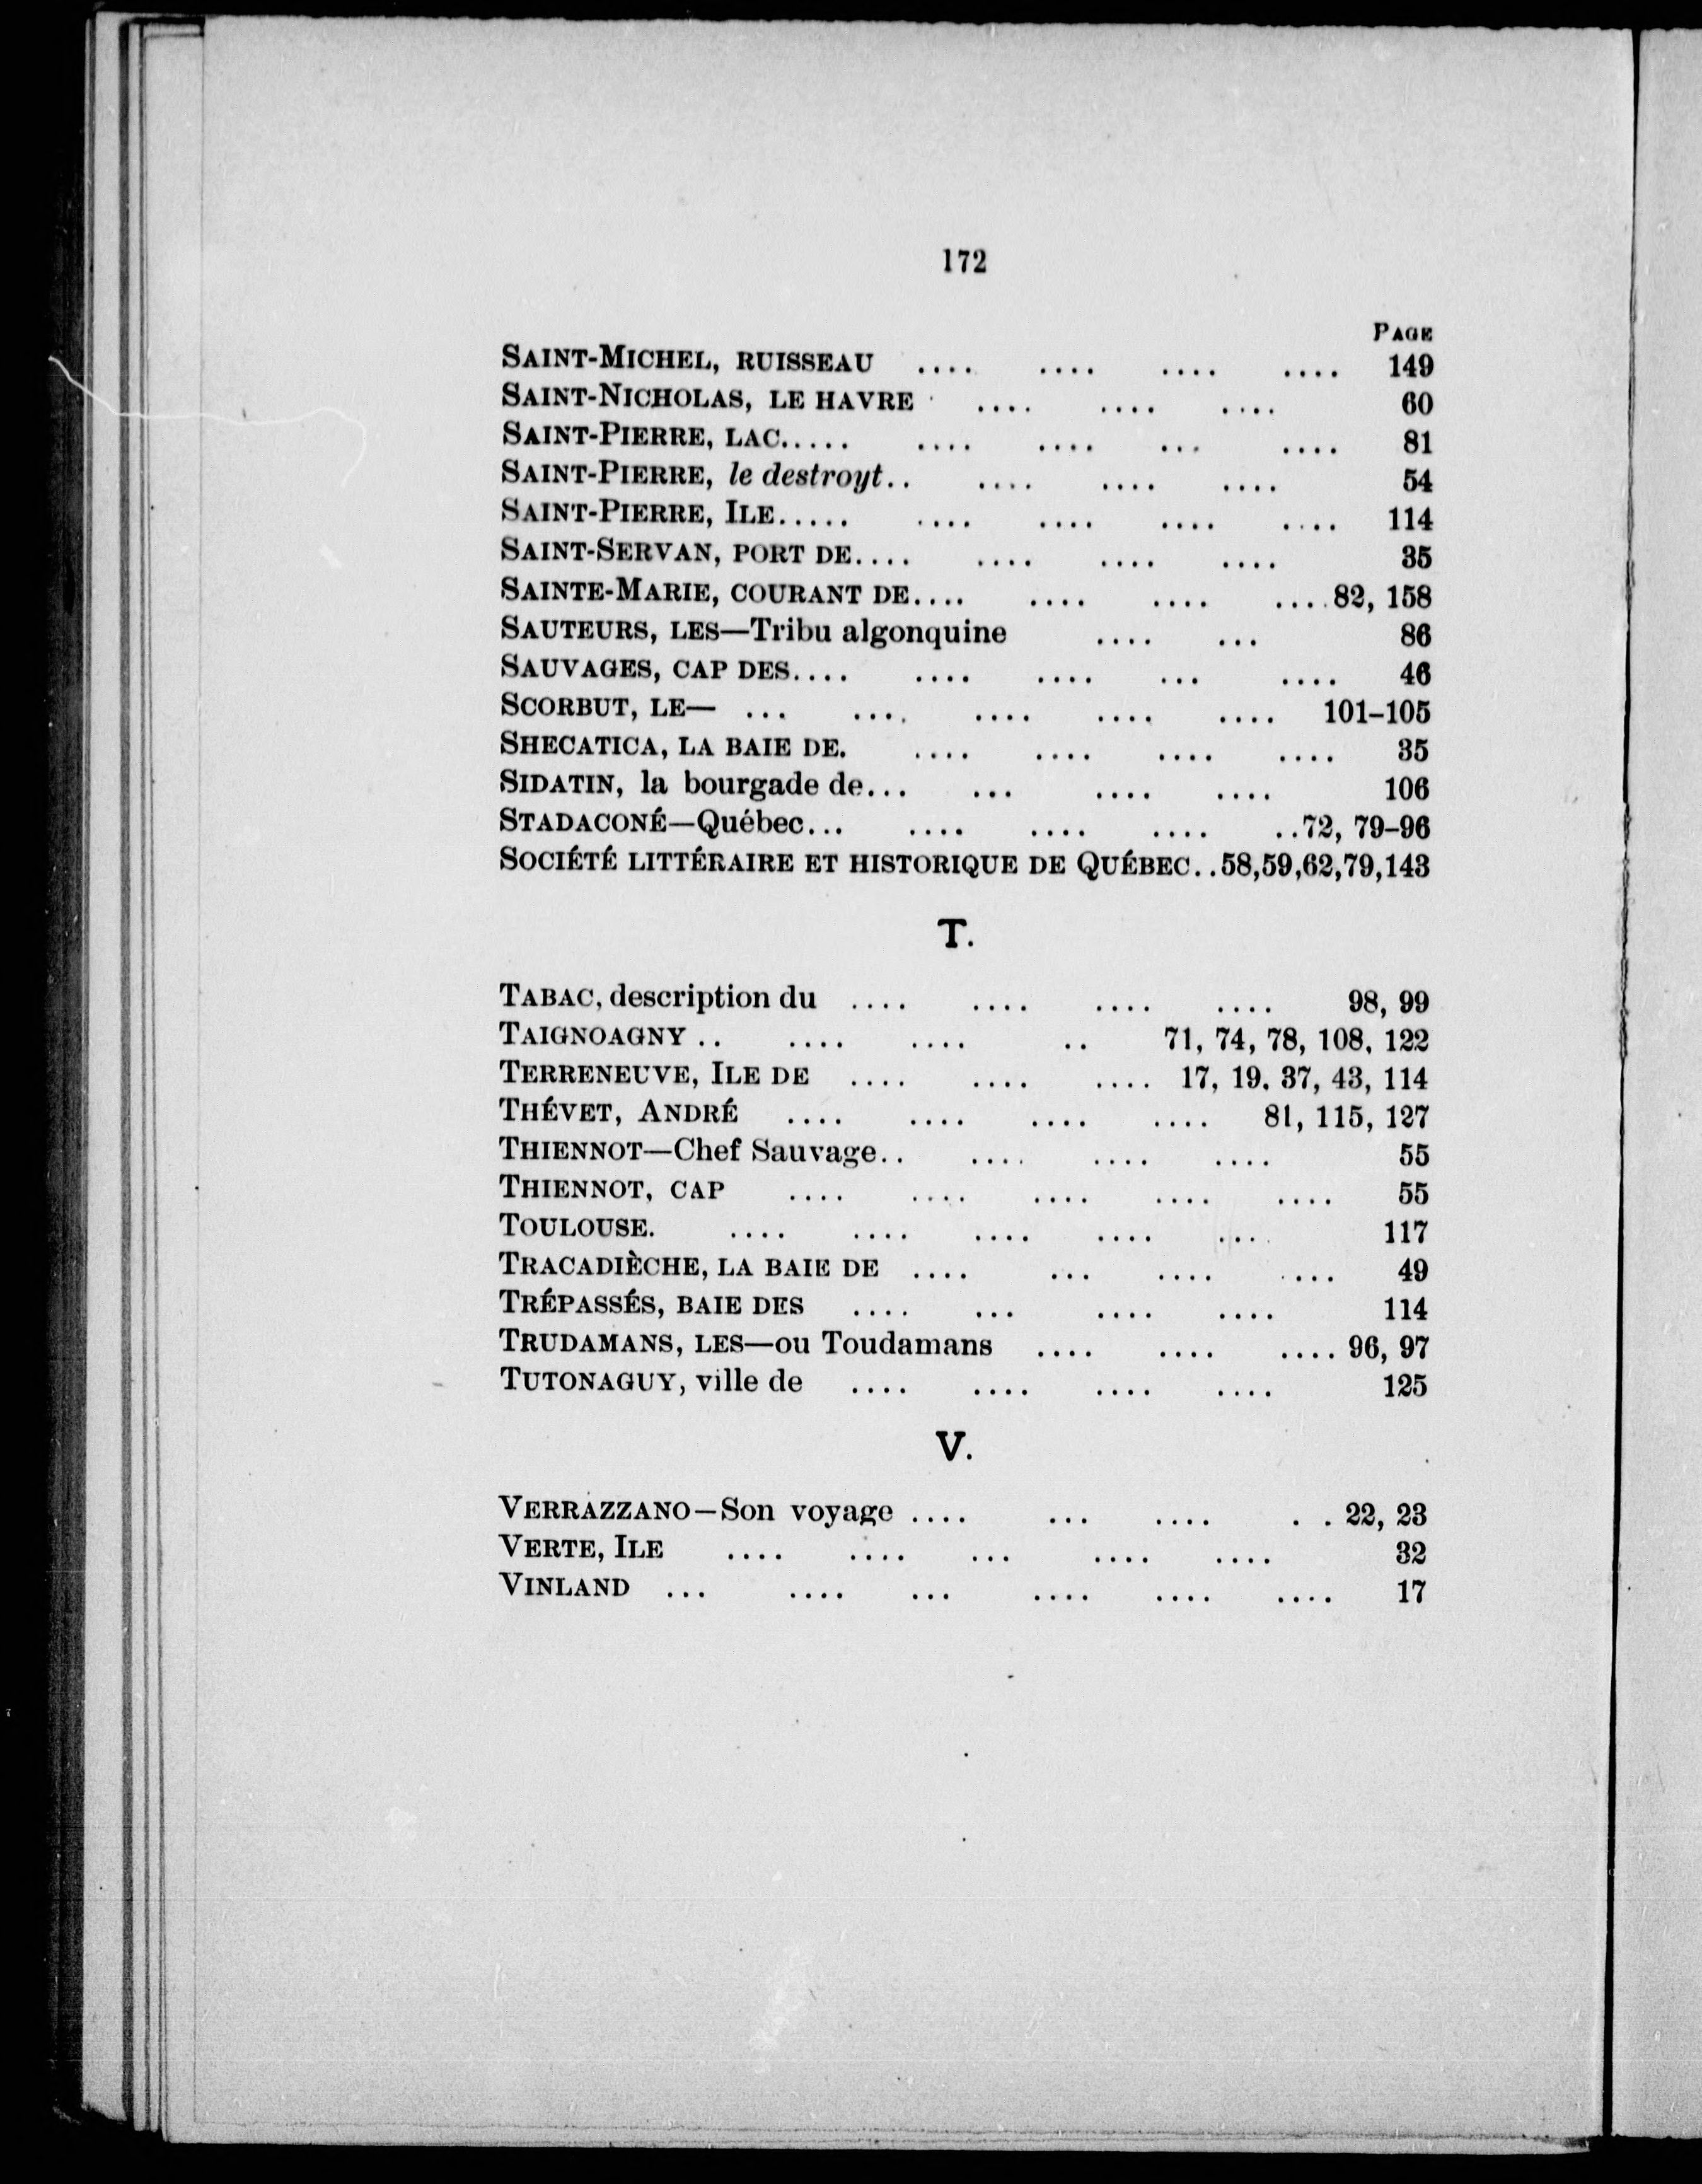 172
PAGE
SAINT-MICHEL, RUISSEAU .... .... .... .... 149
SAINT-NICHOLAS, LE HAVRE .... .... .... 60
SAINT-PIERRE, LAC..... .... .... ... .... 81
SAINT-PIERRE, le destroyt.. .... .... .... 54
SAINT-PIERRE, ILE..... .... .... .... .... 114
SAINT-SERVAN, PORT DE.... .... .... .... 35
SAINTE-MARIE, COURANT DE.... .... .... ....82, 158
SAUTEURS, LES—Tribu algonquine .... ... 86
SAUVAGES, CAP DES.... .... .... ... .... 46
SCORBUT, LE— ... .... .... .... .... 101-105
SHECATICA, LA BAIE DE. .... .... .... .... 35
SIDATIN, la bourgade de... ... .... .... 106
STADACONÉ—Québec... .... .... .... ..72, 79-96
SOCIÉTÉ LITTÉRAIRE ET HISTORIQUE DE QUÉBEC..58,59,62,79,143
T.
TABAC, description du .... .... .... .... 98, 99
TAIGNOAGNY .. .... .... .. 71, 74, 78, 108, 122
TERRENEUVE, ILE DE .... .... .... 17, 19. 37, 43, 114
THÉVET, ANDRÉ .... .... .... .... 81, 115, 127
THIENNOT—Chef Sauvage.. .... .... .... 55
THIENNOT, CAP .... .... .... .... .... 55
TOULOUSE. .... .... .... .... .... 117
TRACADIÈCHE, LA BAIE DE .... ... .... .... 49
TRÉPASSÉS, BAIE DES .... ... .... .... 114
TRUDAMANS, LES—ou Toudamans .... .... .... 96, 97
TUTONAGUY, ville de .... .... .... .... 125
V.
VERRAZZANO—Son voyage .... ... .... . . 22, 23
VERTE, ILE .... .... ... .... .... 32
VINLAND ... .... ... .... .... .... 17